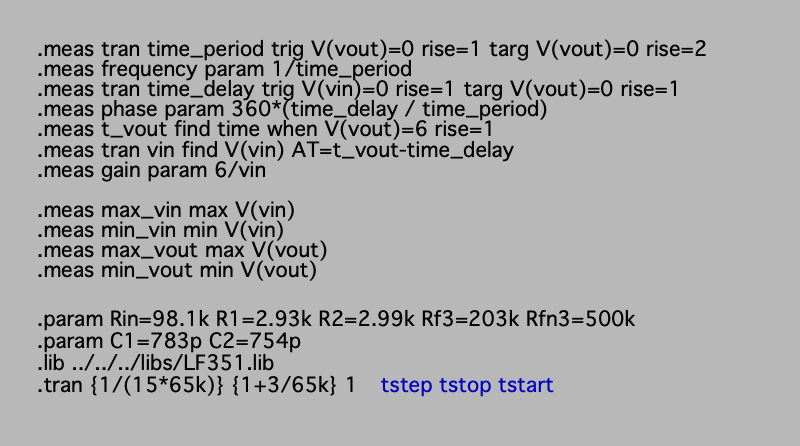 .meas tran time_period trig V(vout)=0 rise=1 targ V(vout)=0 rise=2
.meas frequency param 1/time_period
.meas tran time_delay trig V(vin)=0 rise=1 targ V(vout)=0 rise=1
.meas phase param 360*(time_delay / time_period)
.meas t_vout find time when V(vout)=6 rise=1
.meas tran vin find V(vin) AT=t_vout-time_delay
.meas gain param 6/vin
.meas max_vin max V(vin)
.meas min_vin min V(vin)
.meas max_vout max V(vout)
.meas min_vout min V(vout)
.param Rin=98.1k R1=2.93k R2=2.99k Rf3=203k Rfn3=500k
.param C1=783p C2=754p
.lib ../../../libs/LF351.lib
.tran {1/(15*65k)} {1+3/65k} 1 tstep tstop tstart